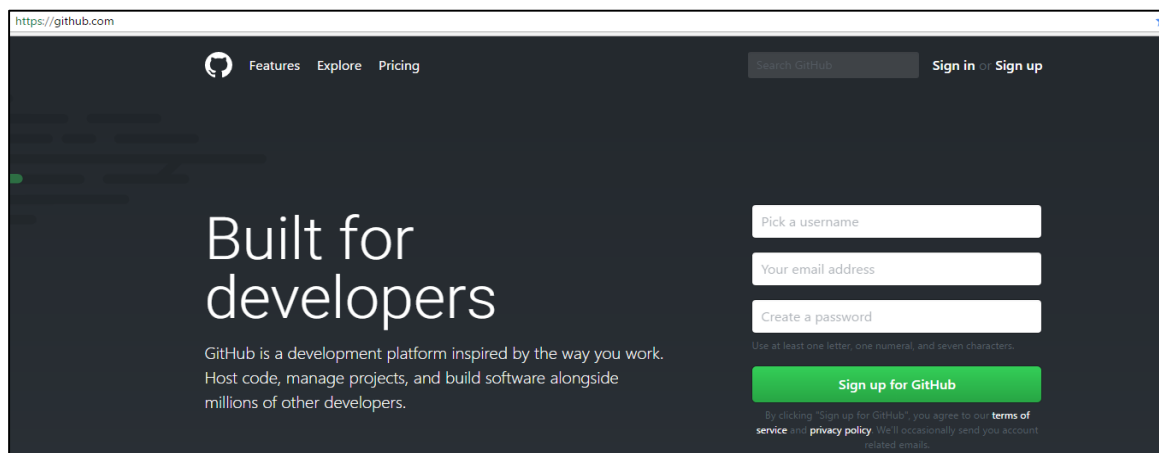 https://github.com
Features Explore Pricing
Search GitHub
Sign in or Sign up
Built for
developers
GitHub is a development platform inspired by the way you work.
Host code, manage projects, and build software alongside
millions of other developers.
Pick a username
Your email address
Create a password
Use at least one letter, one numeral, and seven characters.
Sign up for GitHub
By clicking "Sign up for GitHub", you agree to our terms of
service and privacy policy. We'll occasionally send you account
related emails.